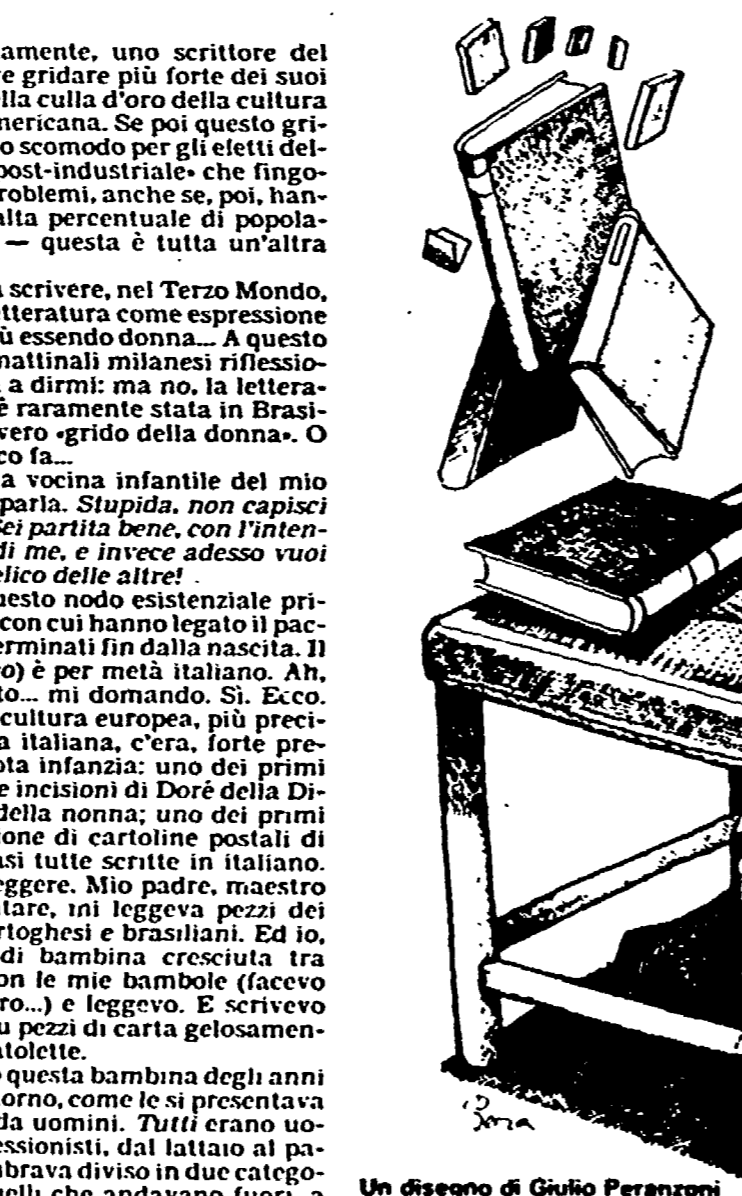 amente, uno scrittore del
e gridare più forte dei suoi
lla culla d'oro della cultura
nericana. Se poi questo gri-
o scomodo per gli eletti del-
post-industriale» che fingo-
roblemi, anche se, poi, han-
alta percentuale di popola-
— questa è tutta un'altra
a scrivere, nel Terzo Mondo,
etteratura come espressione
ù essendo donna... A questo
mattinali milanesi riflessio-
a dirmi: ma no, la lettera-
è raramente stata in Brasi-
vero «grido della donna». O
co fa...
a vocina infantile del mio
parla. Stupida, non capisci
Sei partita bene, con l'inten-
di me, e invece adesso vuoi
elico delle altre!
uesto nodo esistenziale pri-
con cui hanno legato il pac-
erminati fin dalla nascita. Il
ro) è per metà italiano. Ah,
to... mi domando. Sì. Ecco.
cultura europea, più preci-
a italiana, c'era, forte pre-
ota infanzia: uno dei primi
e incisioni di Doré della Di-
della nonna; uno dei primi
one di cartoline postali di
asi tutte scritte in italiano.
eggere. Mio padre, maestro
tare, mi leggeva pezzi dei
rtoghesi e brasiliani. Ed io,
di bambina cresciuta tra
on le mie bambole (facevo
ro...) e leggevo. E scrivevo
u pezzi di carta gelosamen-
atolette.
questa bambina degli anni
orno, come le si presentava
da uomini. Tutti erano uo-
essionisti, dal lattaio al pa-
brava diviso in due catego-
uelli che andavano fuori a
Un disegno di Giulio Peranzoni